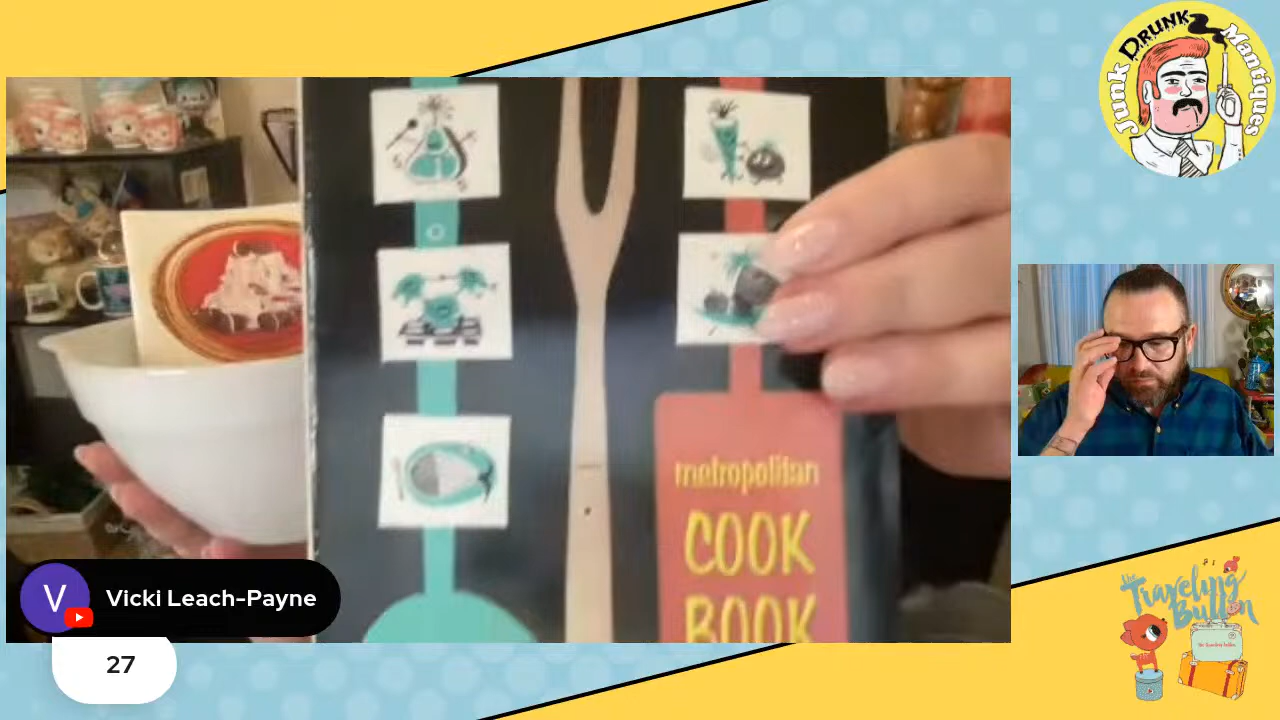 Junk Drunk Mantiques
metropolitan
COOK
BOOK
V
Vicki Leach-Payne
27
the Traveling
Button